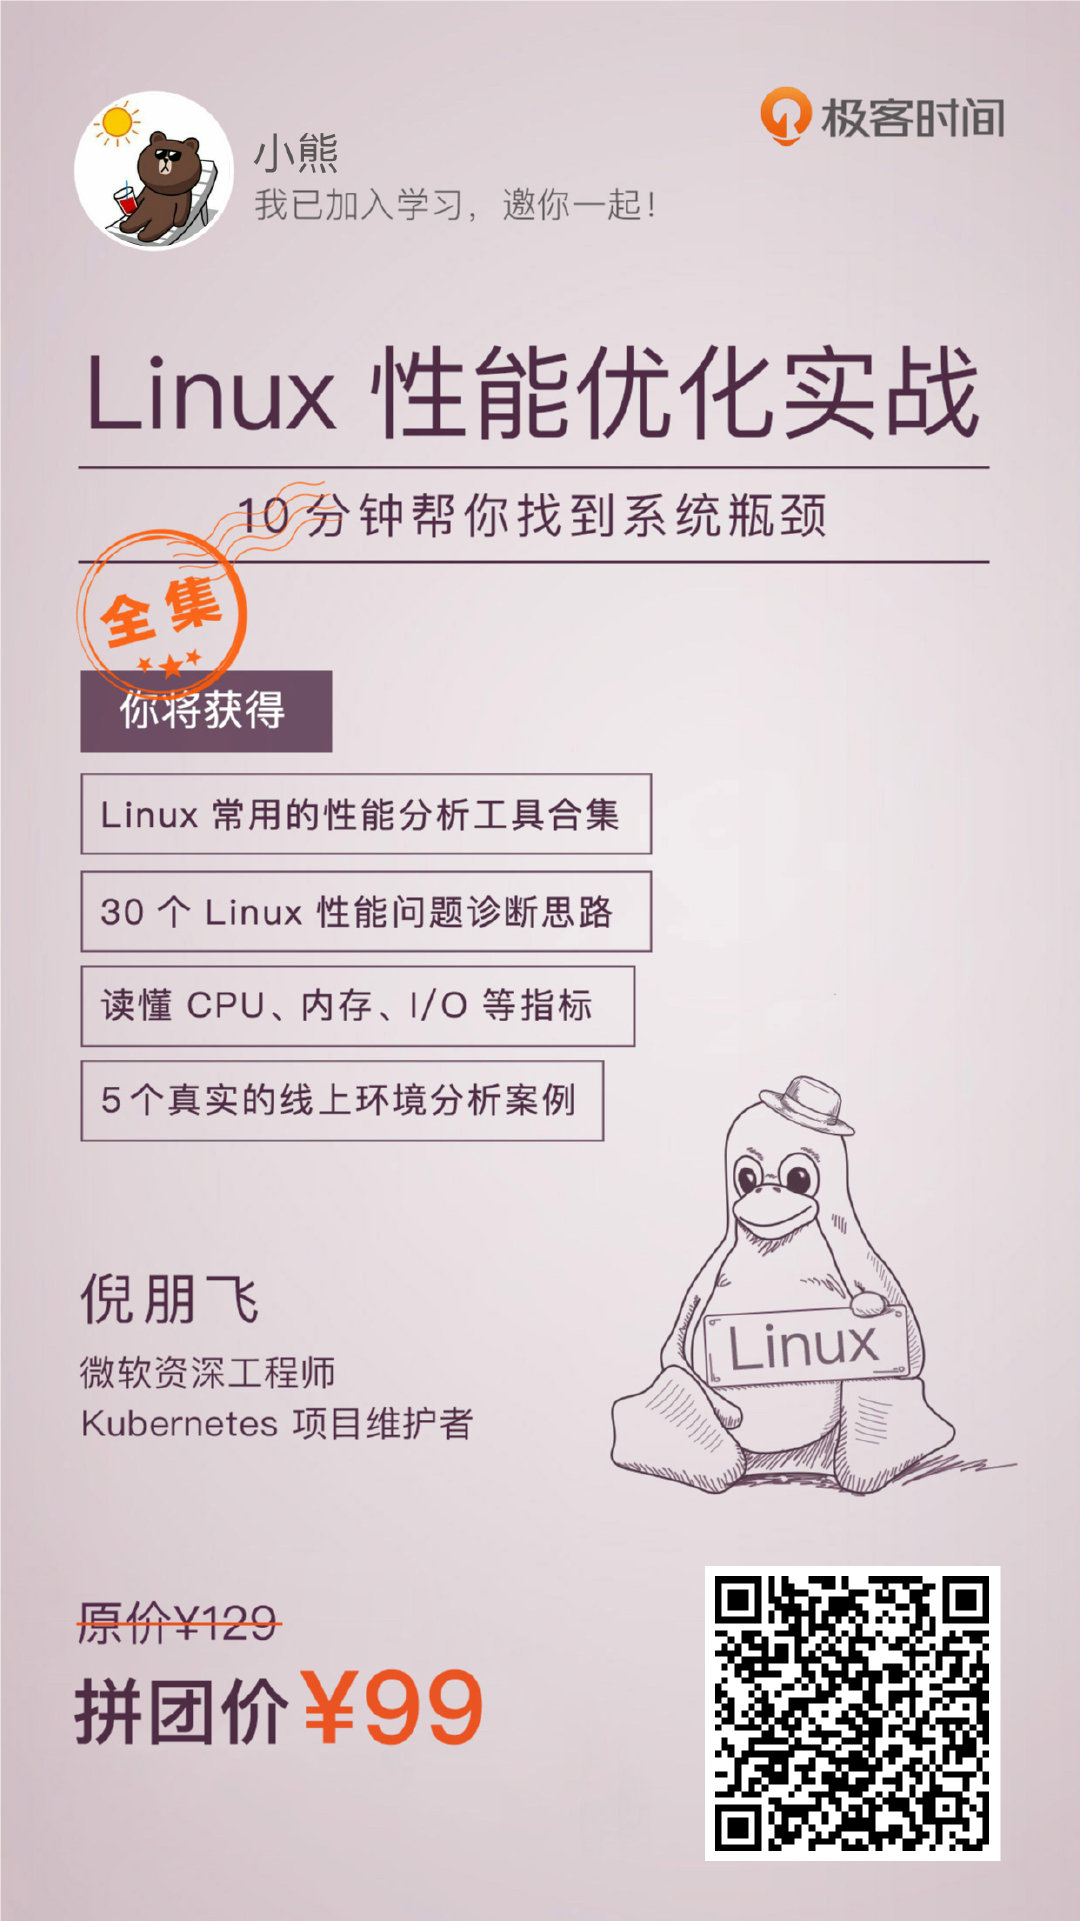 极客时间
小熊
我已加入学习，邀你一起！
Linux 性能优化实战
10 分钟帮你找到系统瓶颈
全集
你将获得
Linux 常用的性能分析工具合集
30 个 Linux 性能问题诊断思路
读懂 CPU、内存、I/O 等指标
5个真实的线上环境分析案例
Linux
倪朋飞
微软资深工程师
Kubernetes 项目维护者
原价¥129
拼团价¥99